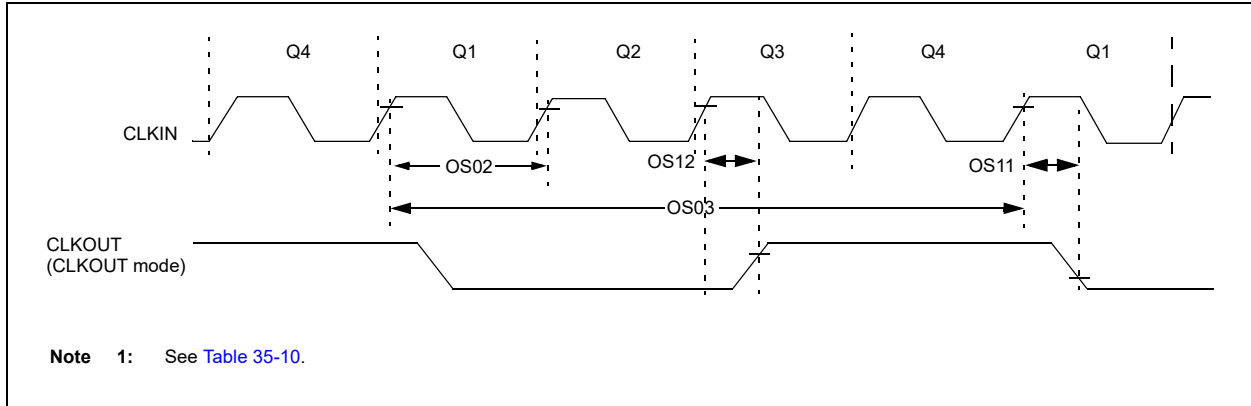 Q4 Q1 Q2 Q3 Q4 Q1
CLKIN
OS02 OS12 OS11
OS03
CLKOUT
(CLKOUT mode)
Note 1: See Table 35-10.